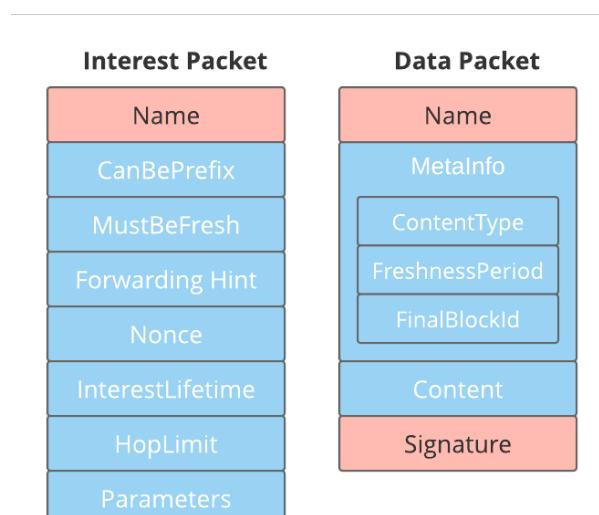 Interest Packet
Name
CanBePrefix
MustBeFresh
Forwarding Hint
Nonce
InterestLifetime
HopLimit
Parameters
Data Packet
Name
MetaInfo
ContentType
FreshnessPeriod
FinalBlockId
Content
Signature